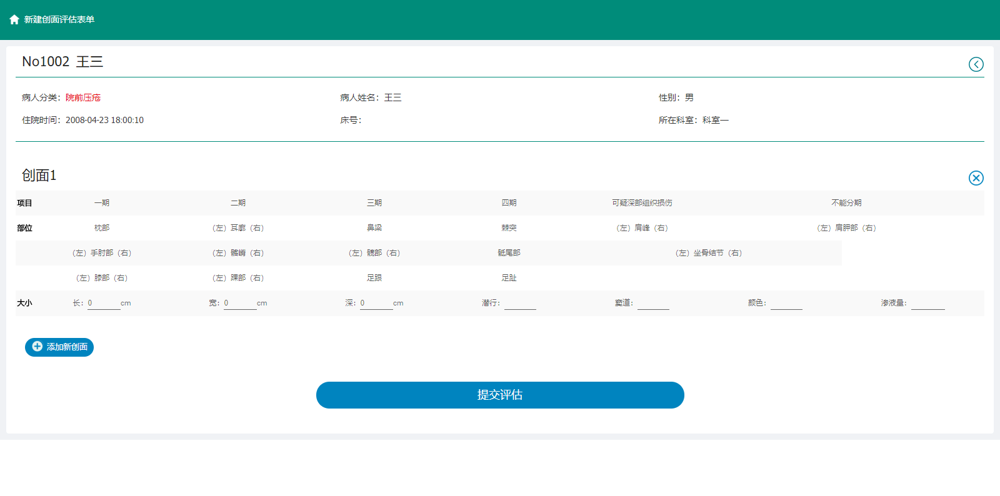 新建创面评估表单
No1002 王三
病人分类：院前压疮 病人姓名：王三 性别：男
住院时间：2008-04-23 18:00:10 床号： 所在科室：科室一
创面1
项目 一期 二期 三期 四期 可疑深部组织损伤 不能分期
部位 枕部 （左）耳廓（右） 鼻梁 棘突 （左）肩峰（右） （左）肩胛部（右）
（左）手肘部（右） （左）髂嵴（右） （左）髋部（右） 骶尾部 （左）坐骨结节（右）
（左）膝部（右） （左）踝部（右） 足跟 足趾
大小 长：0 cm 宽：0 cm 深：0 cm 潜行： 窦道： 颜色： 渗液量：
添加新创面
提交评估